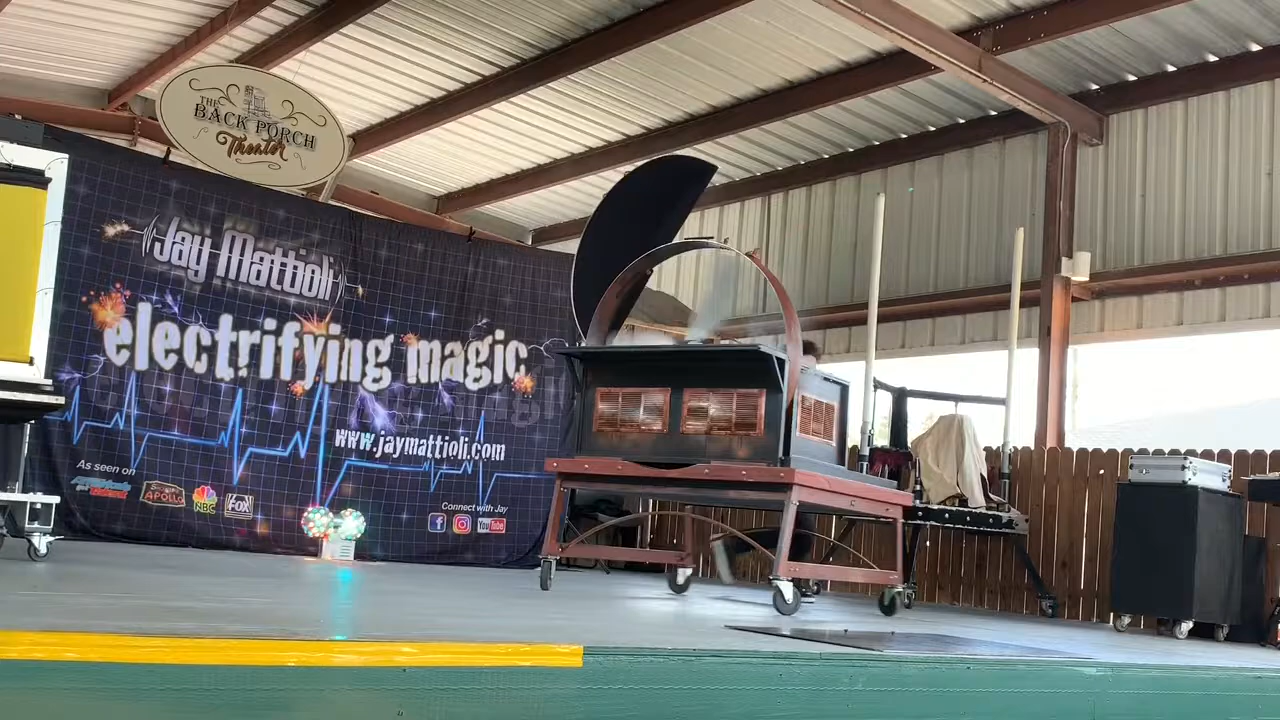 THE
BACK PORCH
Theater
Jay Mattioli
electrifying magic
www.jaymattioli.com
As seen on
APOLLO
NBC
FOX
Connect with Jay
YouTube